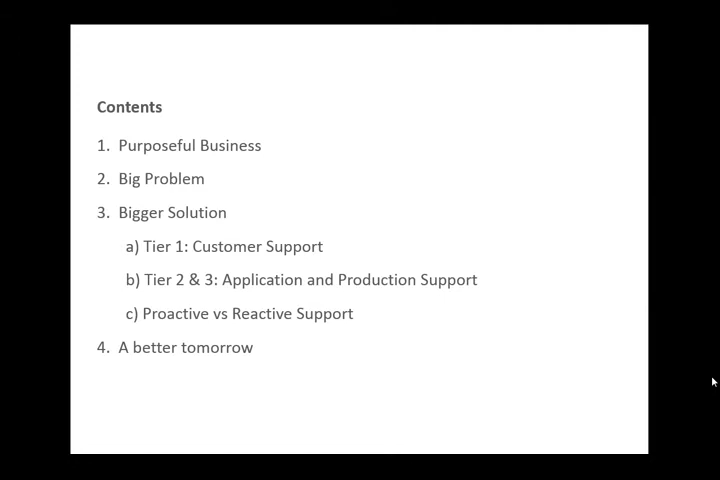 Contents
1. Purposeful Business
2. Big Problem
3. Bigger Solution
a) Tier 1: Customer Support
b) Tier 2 & 3: Application and Production Support
c) Proactive vs Reactive Support
4. A better tomorrow